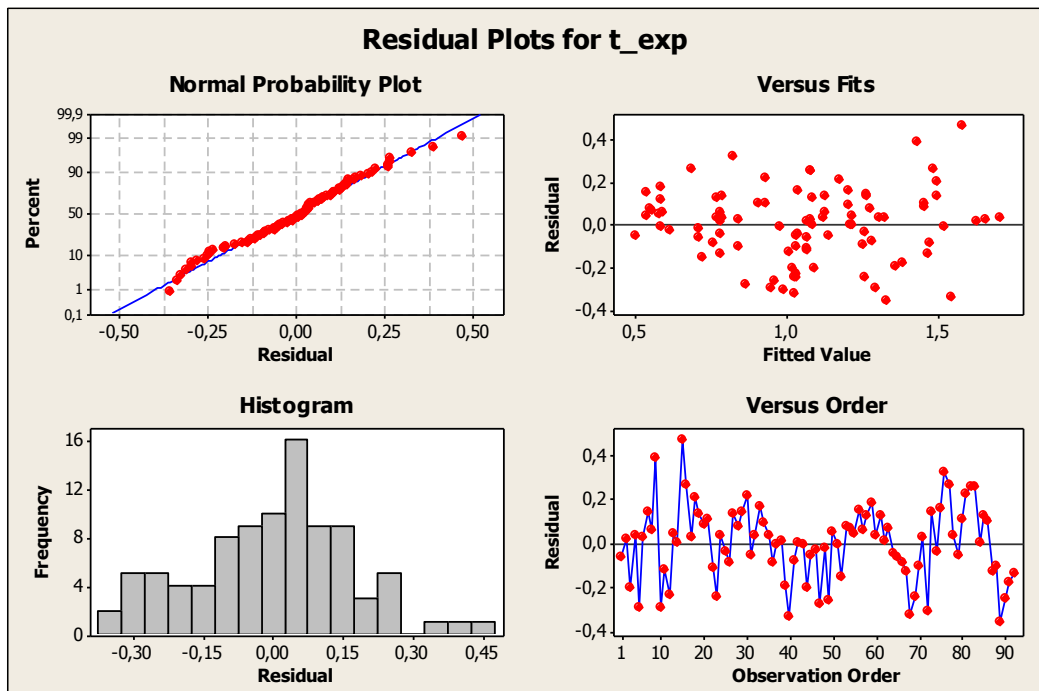 Residual Plots for t_exp
Normal Probability Plot
99,9
99
90
50
10
1
0,1
Percent
-0,50 -0,25 0,00 0,25 0,50
Residual
Versus Fits
0,4
0,2
0,0
-0,2
-0,4
Residual
0,5 1,0 1,5
Fitted Value
Histogram
16
12
8
4
0
Frequency
-0,30 -0,15 0,00 0,15 0,30 0,45
Residual
Versus Order
0,4
0,2
0,0
-0,2
-0,4
Residual
1 10 20 30 40 50 60 70 80 90
Observation Order